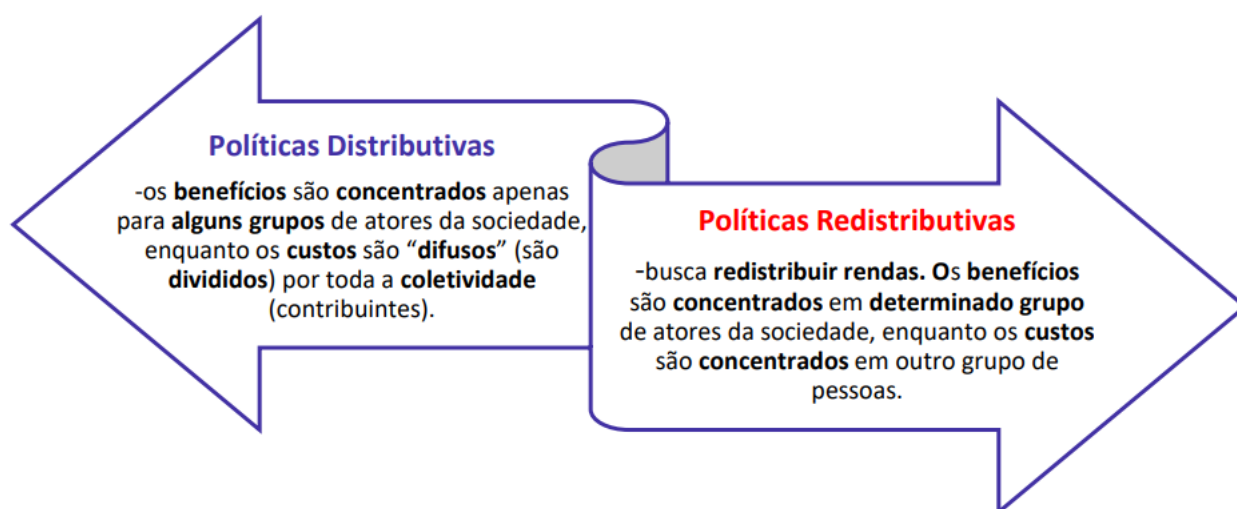 Políticas Distributivas
-os benefícios são concentrados apenas
para alguns grupos de atores da sociedade,
enquanto os custos são “difusos” (são
divididos) por toda a coletividade
(contribuintes).
Políticas Redistributivas
-busca redistribuir rendas. Os benefícios
são concentrados em determinado grupo
de atores da sociedade, enquanto os custos
são concentrados em outro grupo de
pessoas.